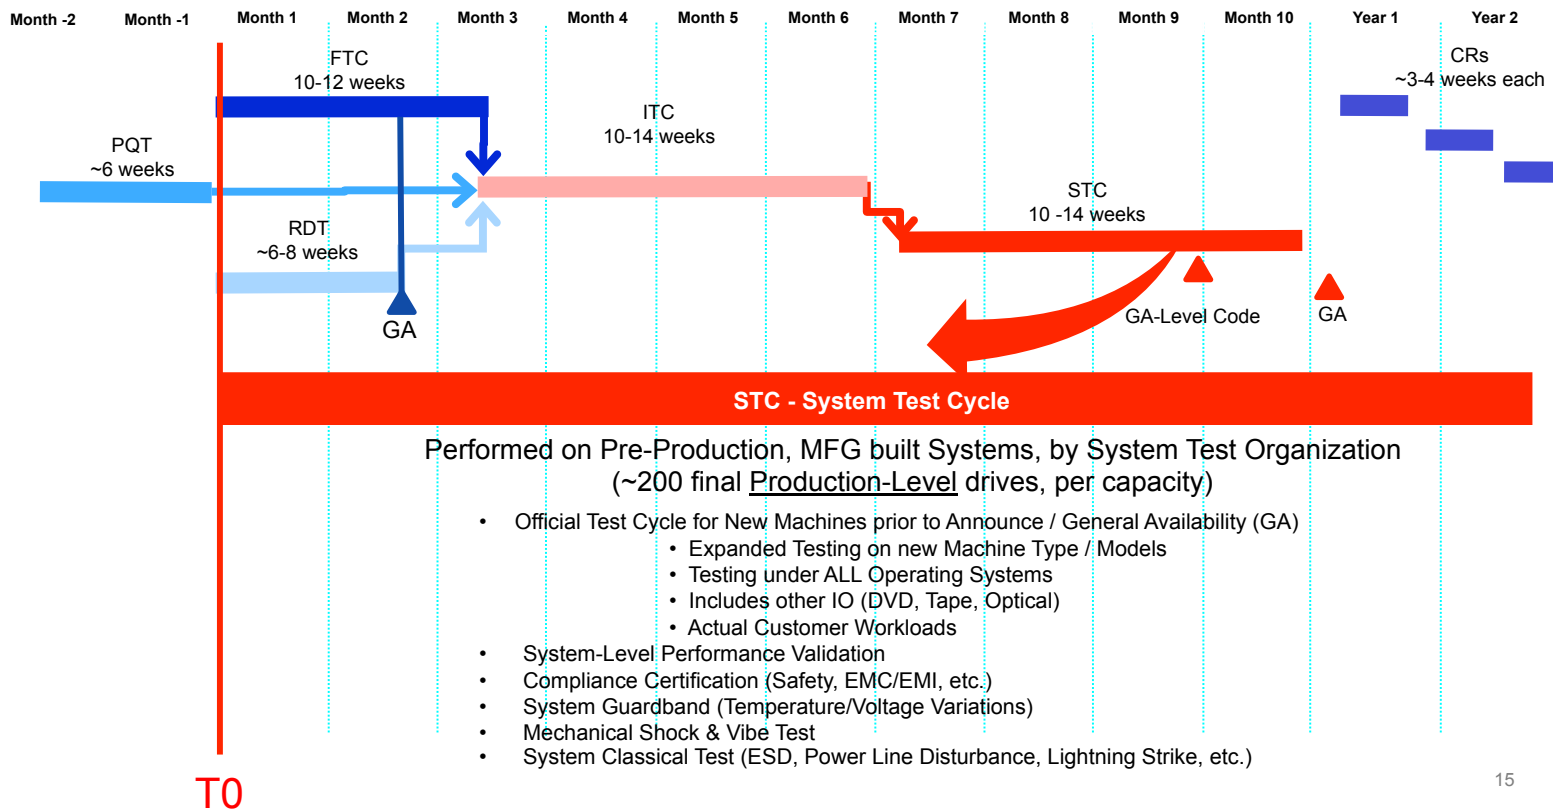 Month -2 Month -1 Month 1 Month 2 Month 3 Month 4 Month 5 Month 6 Month 7 Month 8 Month 9 Month 10 Year 1 Year 2
FTC
10-12 weeks
CRs
~3-4 weeks each
ITC
10-14 weeks
PQT
~6 weeks
STC
10 -14 weeks
RDT
~6-8 weeks
GA
GA-Level Code
GA
STC - System Test Cycle
Performed on Pre-Production, MFG built Systems, by System Test Organization
(~200 final Production-Level drives, per capacity)
• Official Test Cycle for New Machines prior to Announce / General Availability (GA)
• Expanded Testing on new Machine Type / Models
• Testing under ALL Operating Systems
• Includes other IO (DVD, Tape, Optical)
• Actual Customer Workloads
• System-Level Performance Validation
• Compliance Certification (Safety, EMC/EMI, etc.)
• System Guardband (Temperature/Voltage Variations)
• Mechanical Shock & Vibe Test
• System Classical Test (ESD, Power Line Disturbance, Lightning Strike, etc.)
T0
15